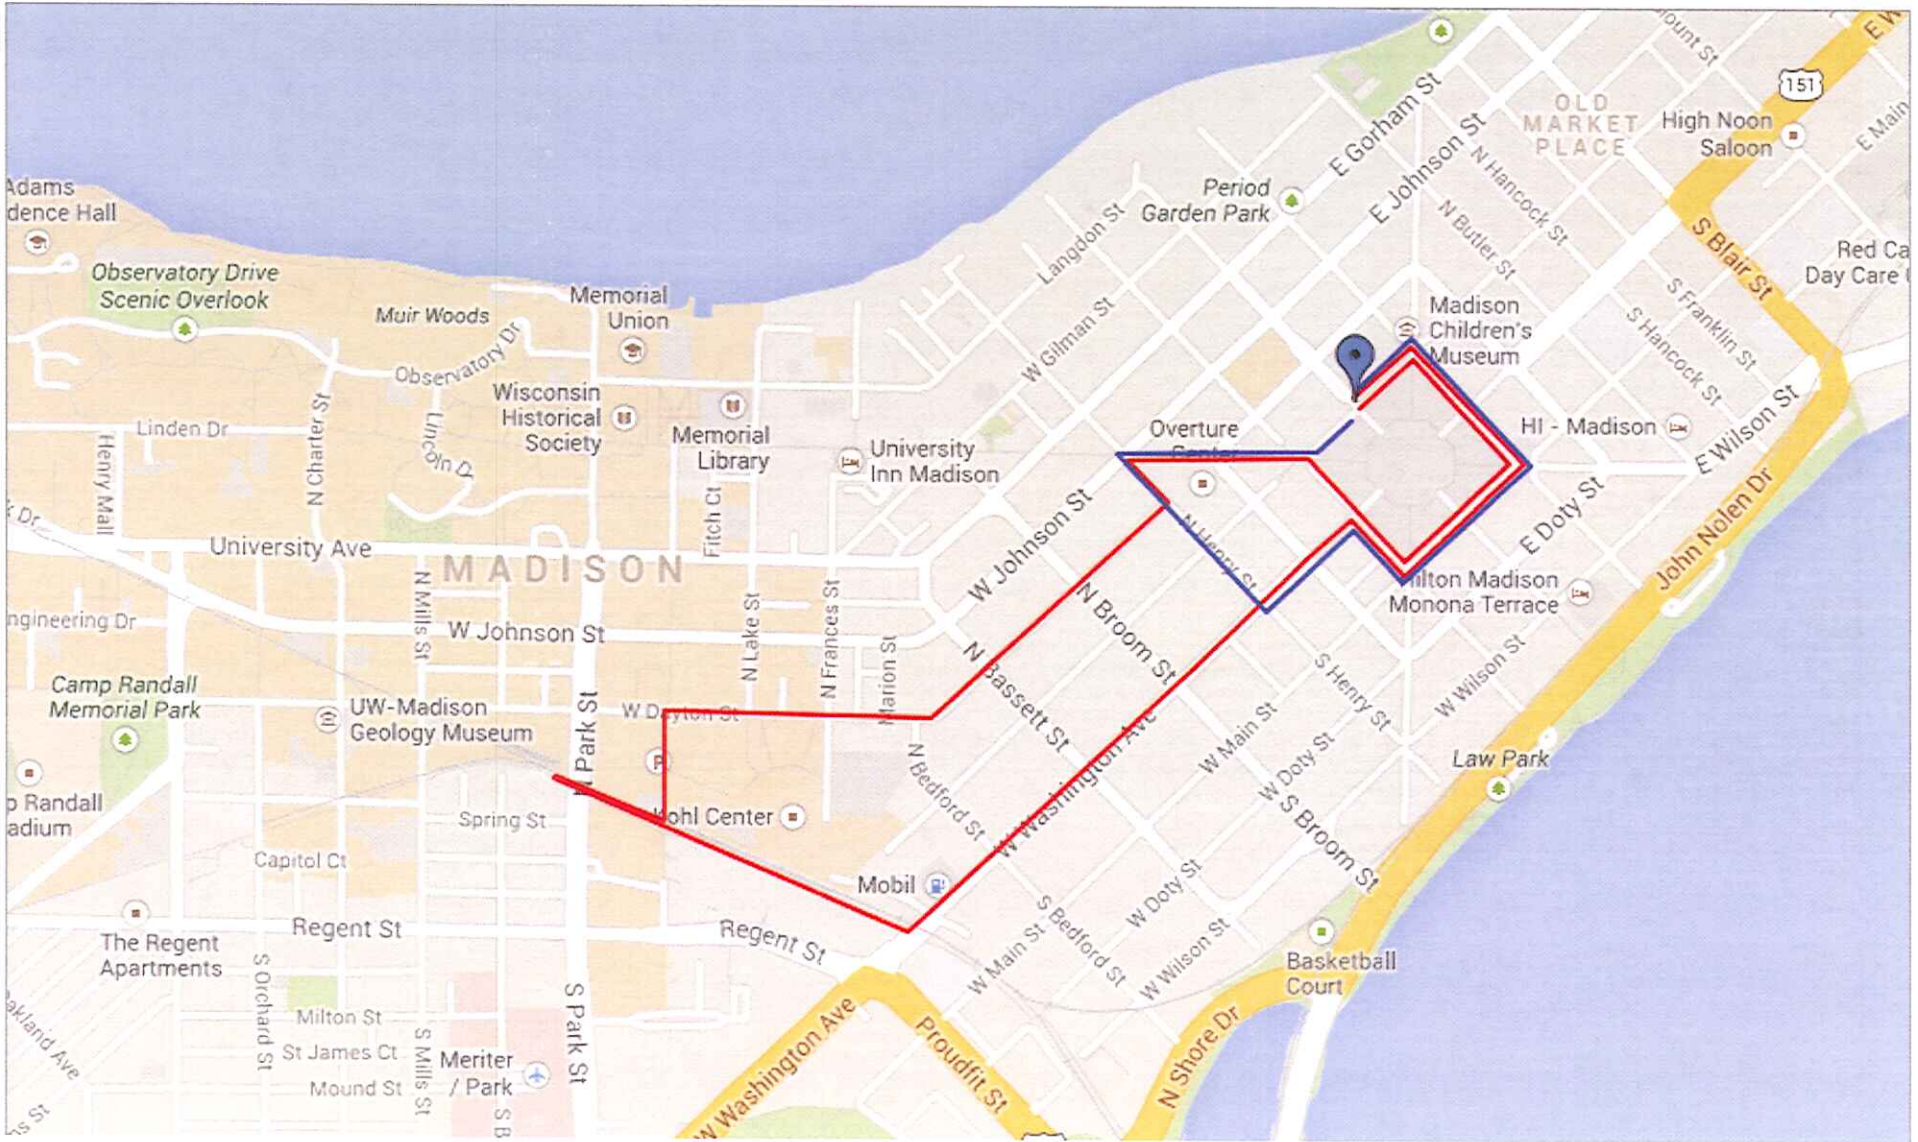 151
OLD
MARKET
PLACE
High Noon
Saloon
E Main
E Gorham St
E Johnson St
N Hancock St
N Butler St
Period
Garden Park
Langdon St
W Gilman St
S Blair St
Red Ca
Day Care
S Franklin St
S Hancock St
Adams
dence Hall
Observatory Drive
Scenic Overlook
Muir Woods
Observatory Dr
Memorial
Union
Madison
Children's
Museum
Wisconsin
Historical
Society
Memorial
Library
University
Inn Madison
Overture
Center
HI - Madison
E Wilson St
Linden Dr
Henry Mall
N Charter St
Lincoln Dr
Fitch Ct
University Ave
MADISON
W Johnson St
N Henry St
E Doty St
John Nolen Dr
Hilton Madison
Monona Terrace
ngineering Dr
N Mills St
W Johnson St
N Lake St
N Frances St
Marion St
N Broom St
N Bassett St
S Henry St
W Wilson St
Camp Randall
Memorial Park
UW-Madison
Geology Museum
N Park St
W Dayton St
P
Kohl Center
N Bedford St
W Washington Ave
W Main St
W Doty St
S Broom St
Law Park
p Randall
adium
Spring St
Capitol Ct
Mobil
Regent St
Regent St
The Regent
Apartments
S Orchard St
S Bedford St
W Doty St
W Main St
W Wilson St
Basketball
Court
Milton St
St James Ct
Mound St
S Mills St
Meriter
/ Park
S Park St
S B
W Washington Ave
Proudfit St
N Shore Dr
akland Ave